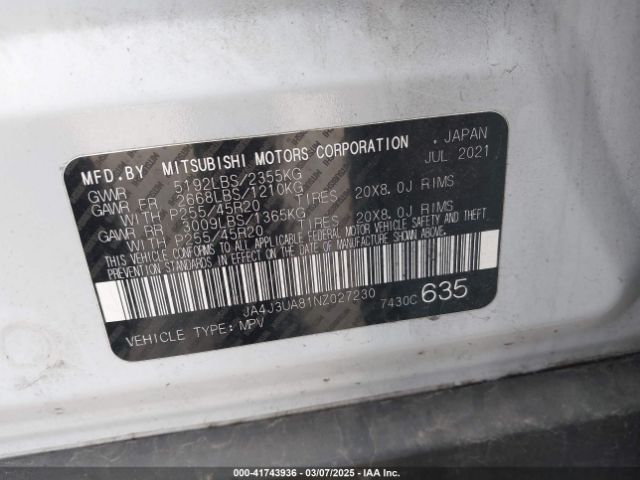 MFD.BY MITSUBISHI MOTORS CORPORATION , JAPAN
GVWR 5192LBS/2355KG JUL 2021
GAWR FR 2668LBS/1210KG
WITH P255/45R20 TIRES 20X8.0J RIMS
GAWR RR 3009LBS/1365KG
WITH P255/45R20 TIRES 20X8.0J RIMS
THIS VEHICLE CONFORMS TO ALL APPLICABLE FEDERAL MOTOR VEHICLE SAFETY AND THEFT
PREVENTION STANDARDS IN EFFECT ON THE DATE OF MANUFACTURE SHOWN ABOVE.
JA4J3UA81NZ027230
VEHICLE TYPE: MPV 7430C 635
000-41743936 - 03/07/2025 - IAA Inc.